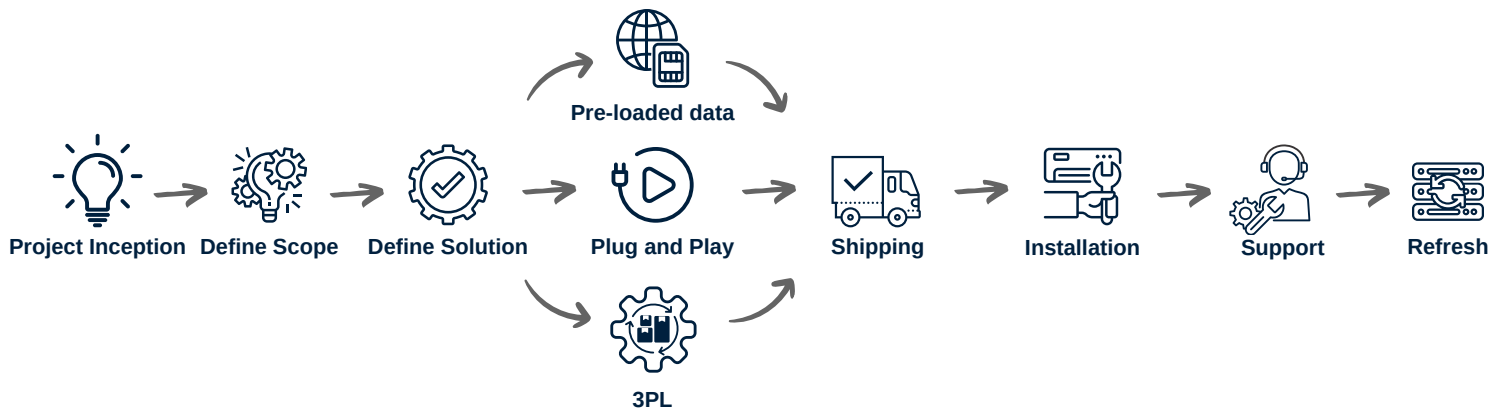 Pre-loaded data
Project Inception
Define Scope
Define Solution
Plug and Play
Shipping
Installation
Support
Refresh
3PL